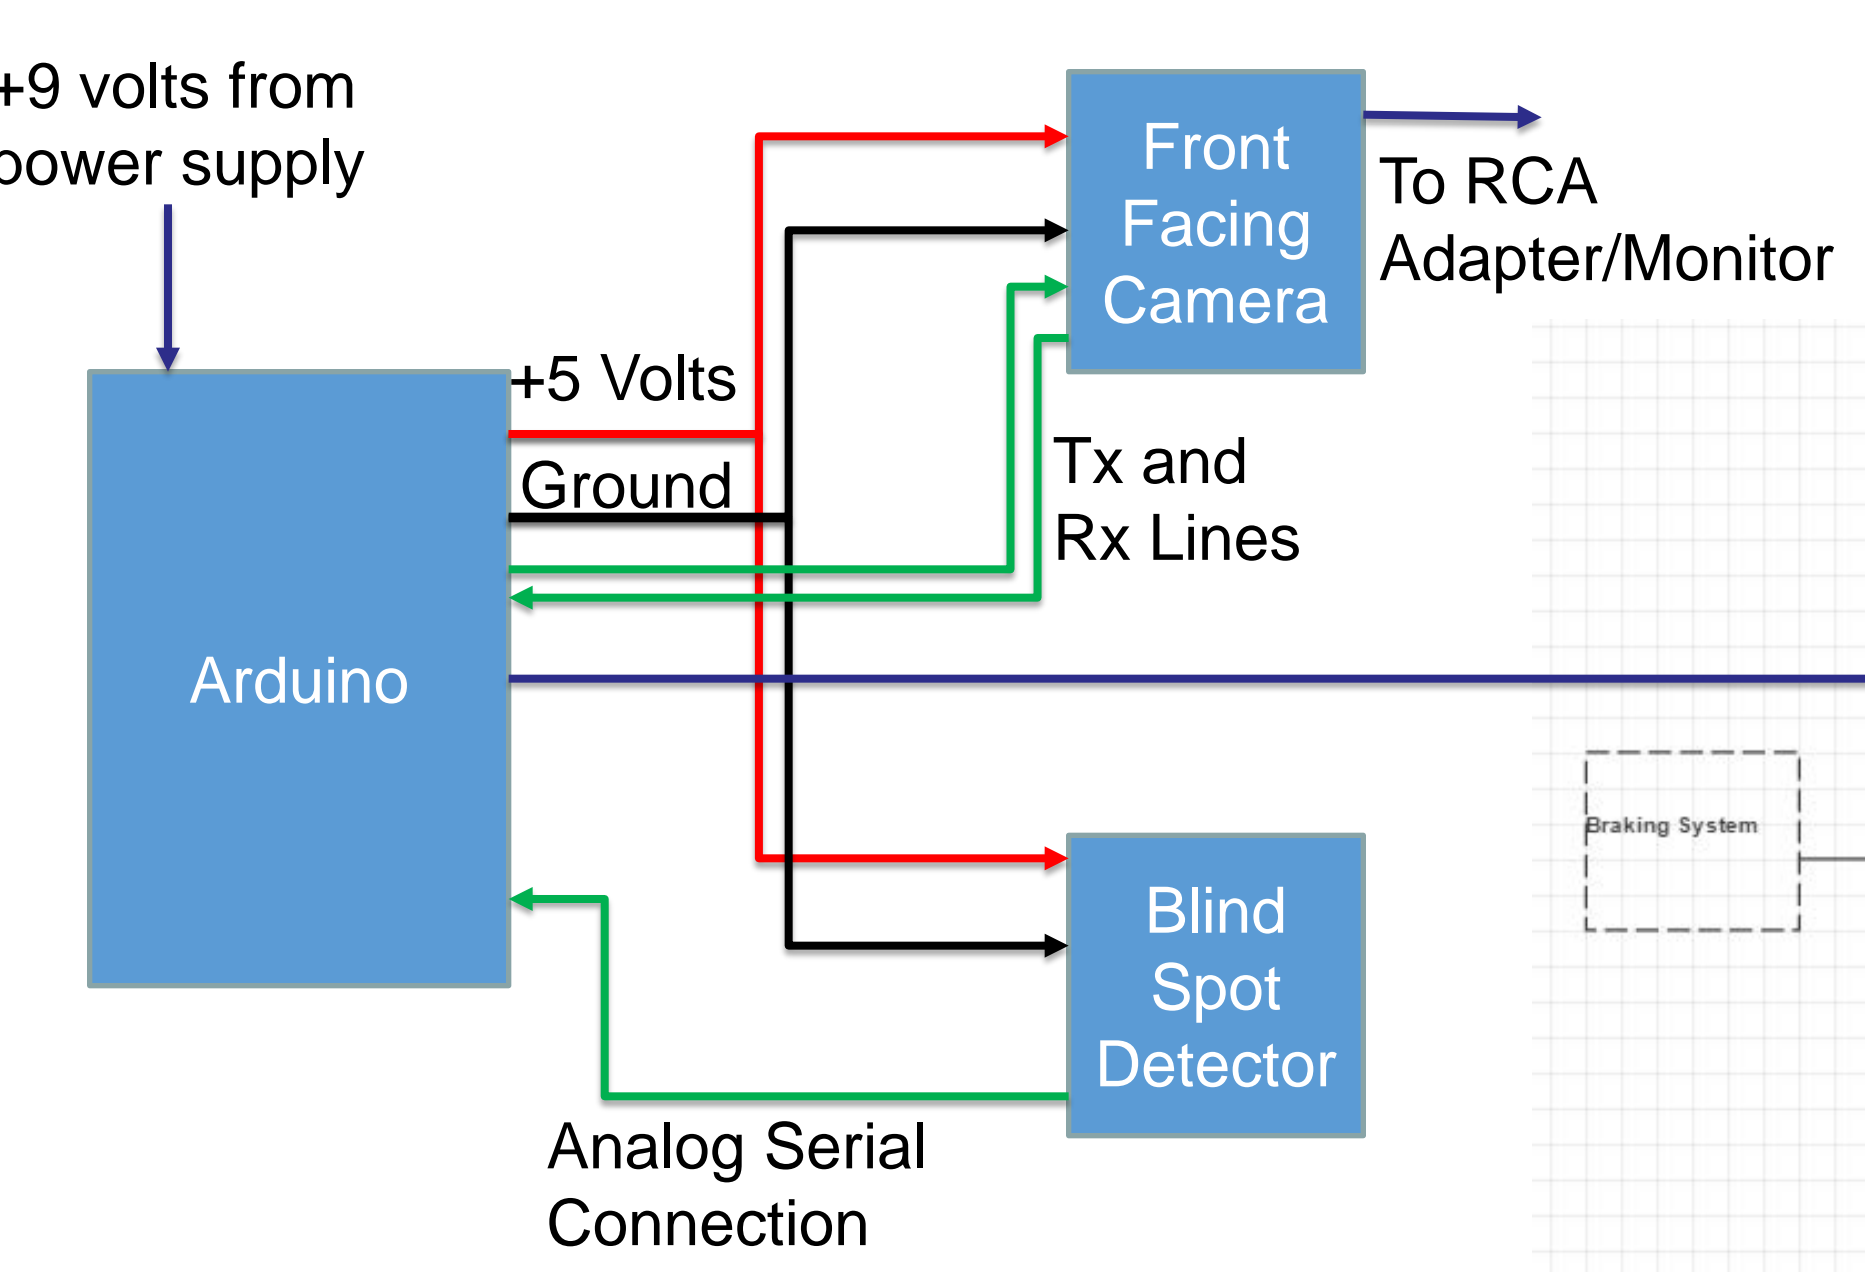 +9 volts from
power supply
Front
Facing
Camera
To RCA
Adapter/Monitor
+5 Volts
Ground
Tx and
Rx Lines
Arduino
Braking System
Blind
Spot
Detector
Analog Serial
Connection